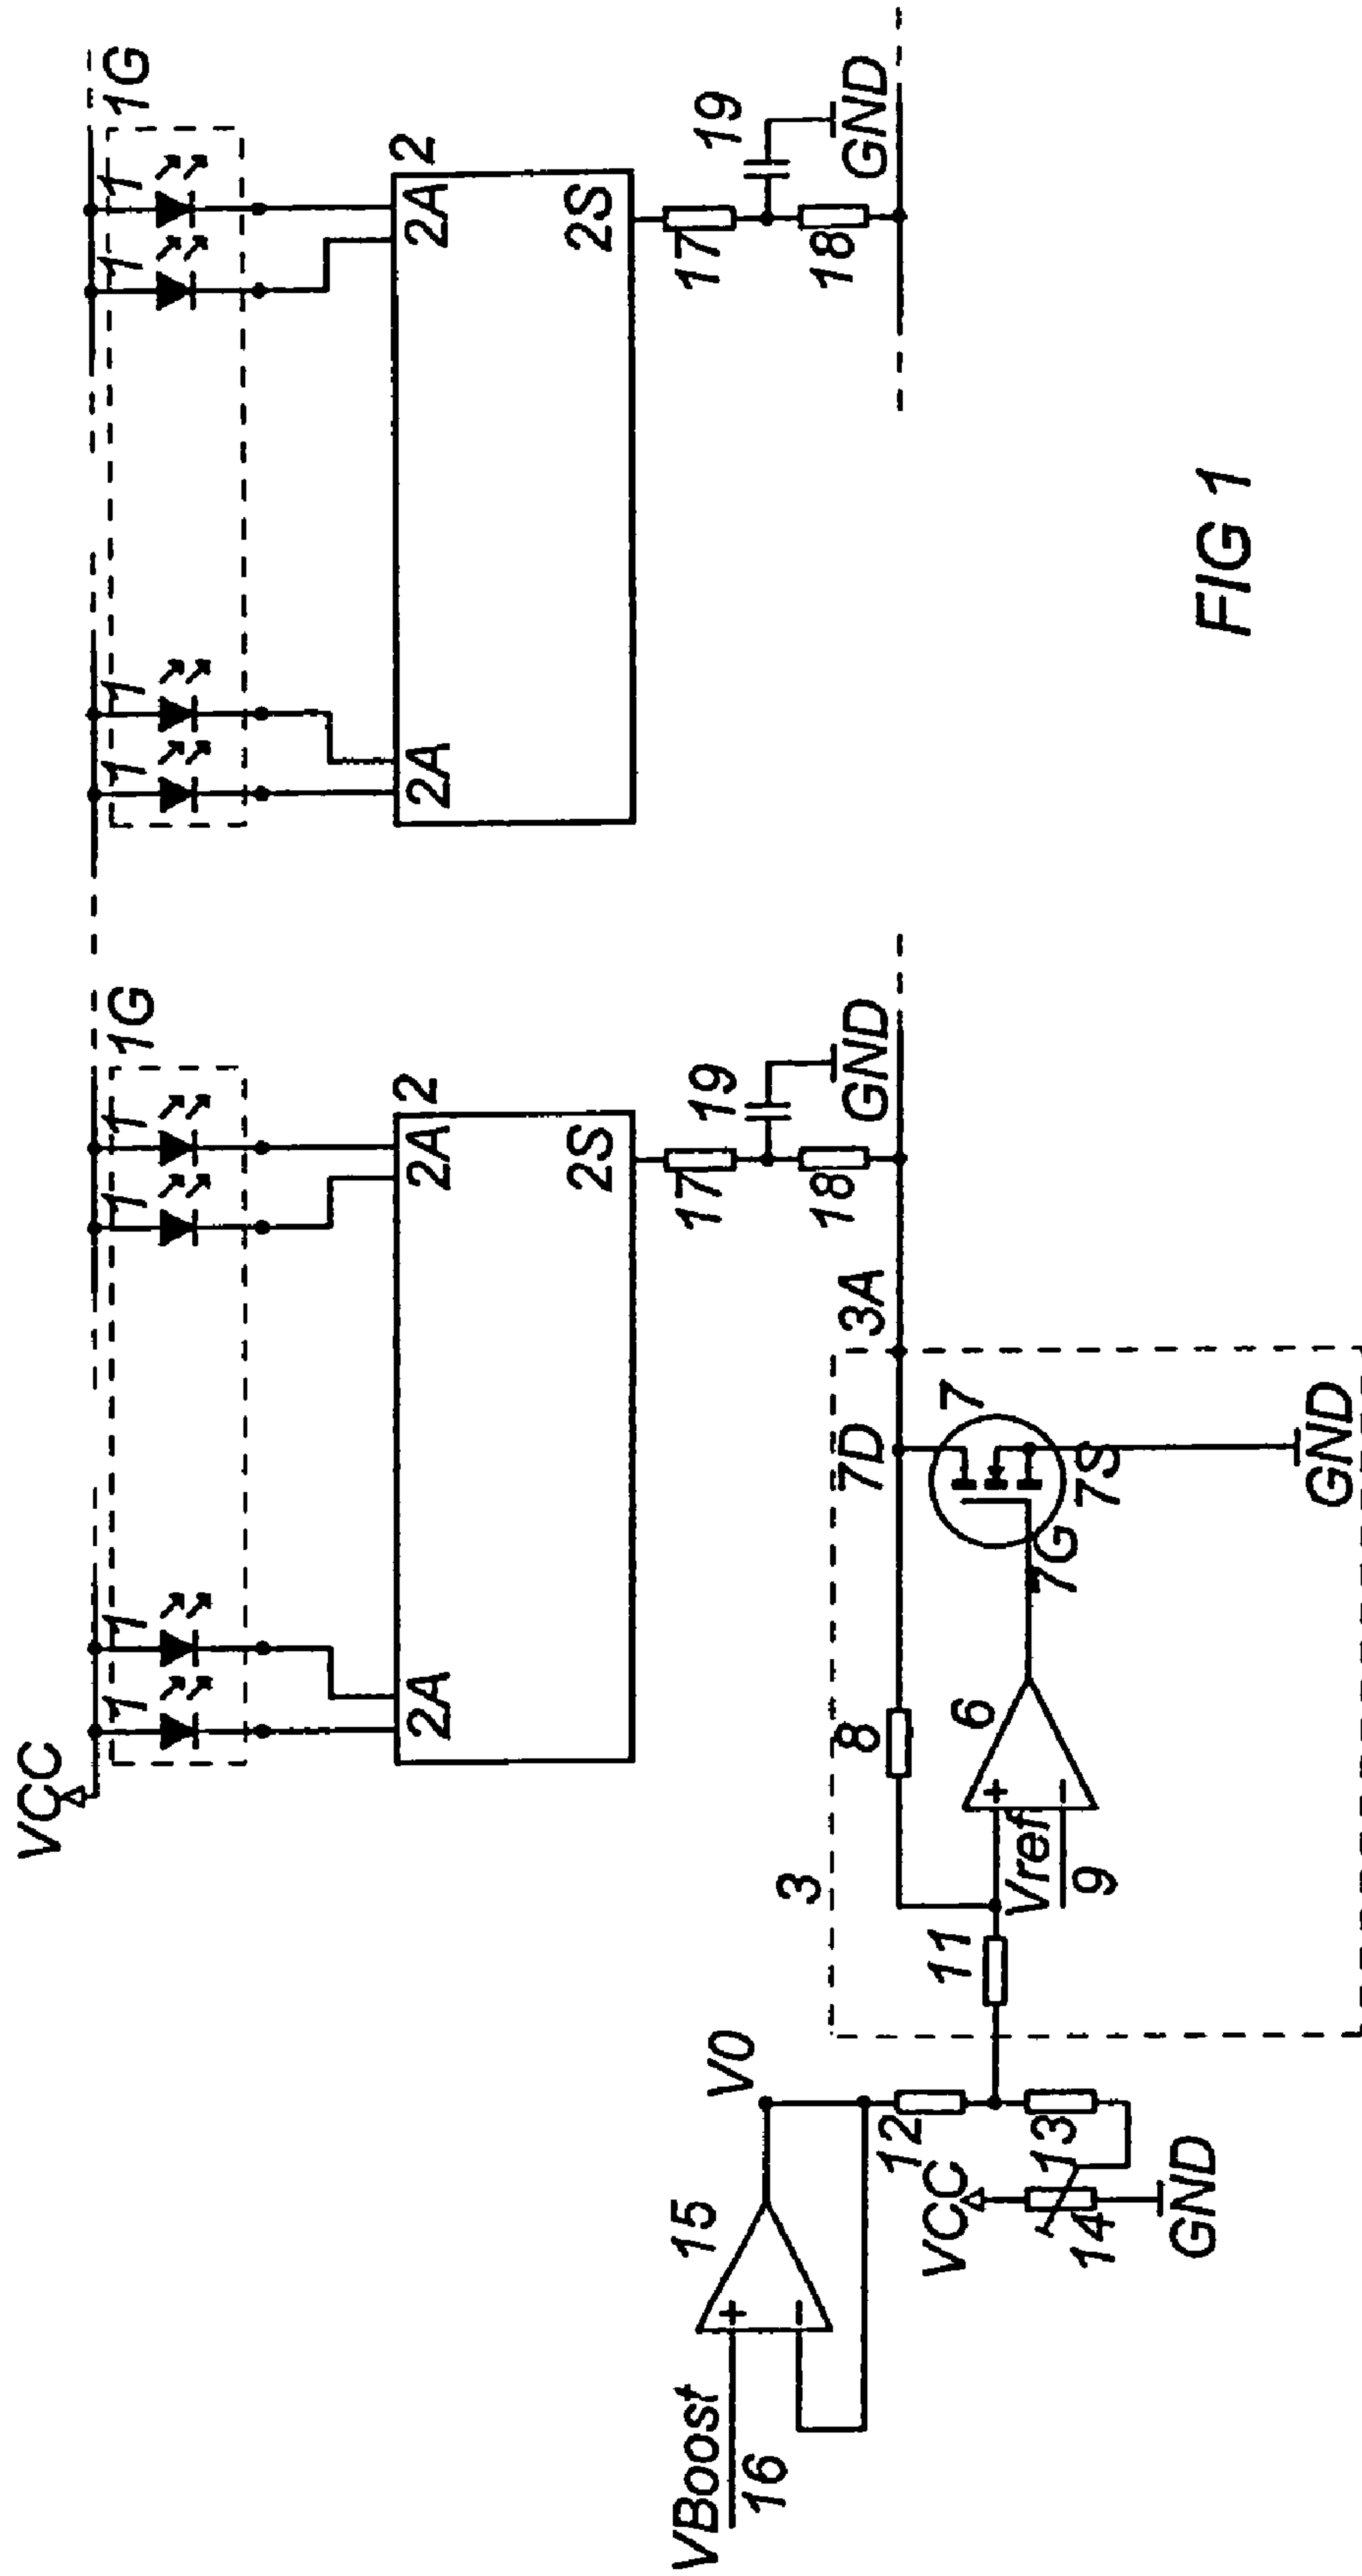 VCC
1 1 1 1 1G
1 1 1 1 1G
2A 2A 2
2A 2A 2
2S
2S
17 19
17 19
18 GND
18 GND
VBoost
16
15
V0
12
VCC
14
13
GND
3
11
8
Vref
9
6
7G
7D
7
7S
3A
GND
FIG 1